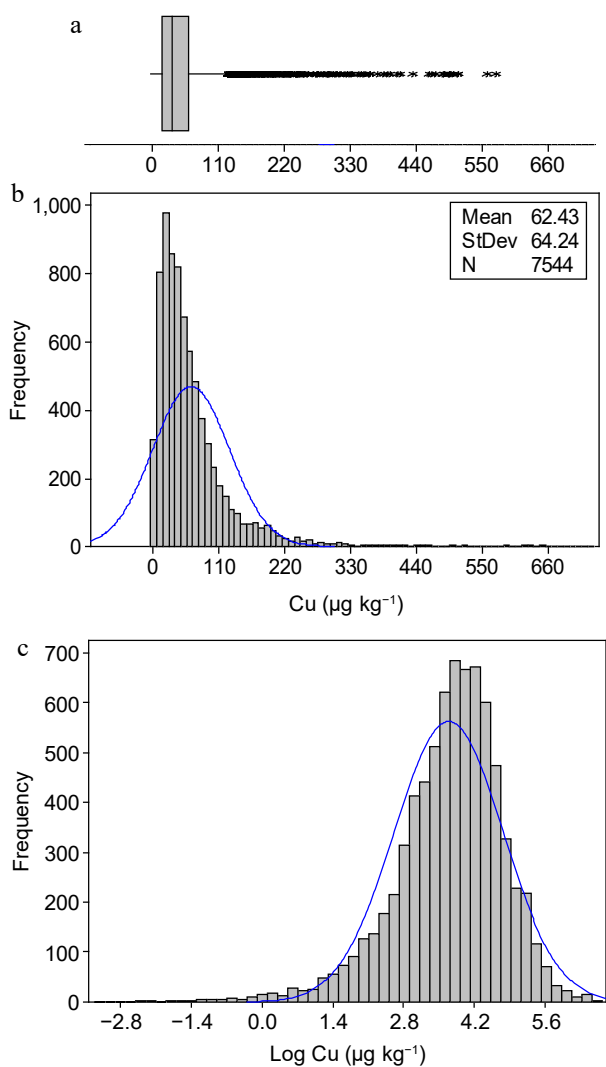 a
0 110 220 330 440 550 660
b
1,000
800
600
400
200
0
Frequency
Mean 62.43
StDev 64.24
N 7544
0 110 220 330 440 550 660
Cu (µg kg⁻¹)
c
700
600
500
400
300
200
100
0
Frequency
−2.8 −1.4 0.0 1.4 2.8 4.2 5.6
Log Cu (µg kg⁻¹)